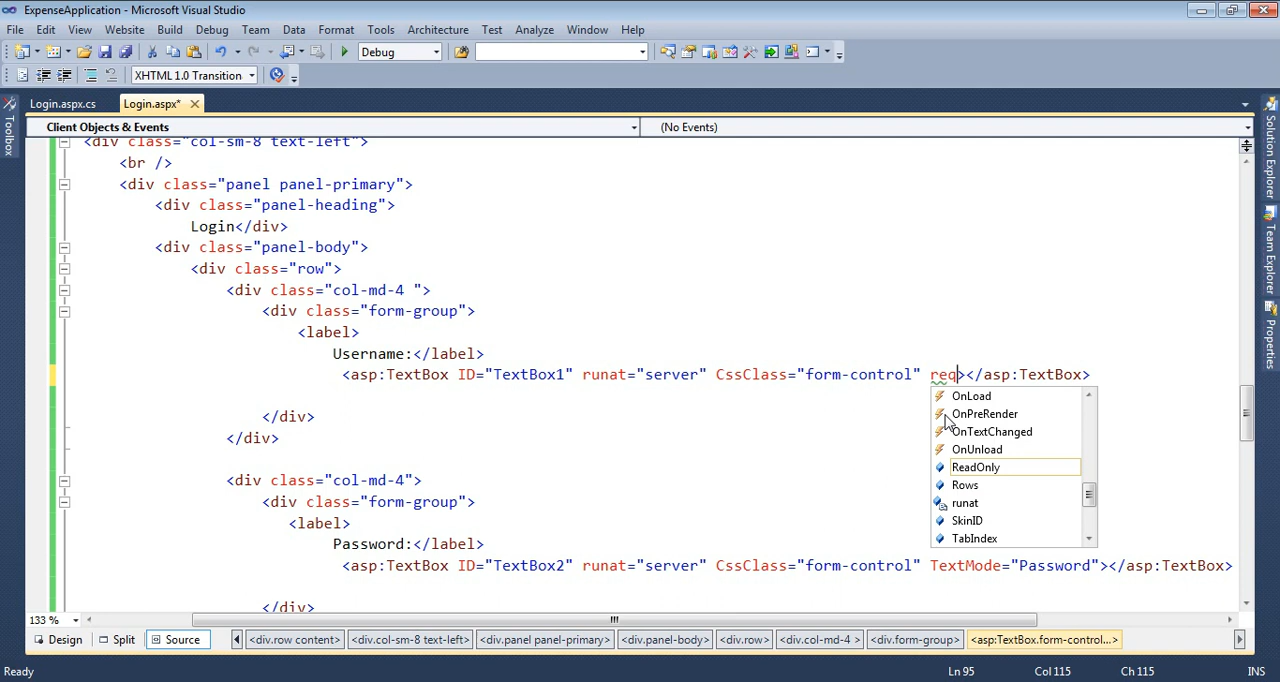 ExpenseApplication - Microsoft Visual Studio
File Edit View Website Build Debug Team Data Format Tools Architecture Test Analyze Window Help
Debug
XHTML 1.0 Transition
Login.aspx.cs Login.aspx*
Client Objects & Events (No Events)
Toolbox
Solution Explorer
Team Explorer
Properties
<div class="col-sm-8 text-left">
<br />
<div class="panel panel-primary">
<div class="panel-heading">
Login</div>
<div class="panel-body">
<div class="row">
<div class="col-md-4 ">
<div class="form-group">
<label>
Username:</label>
<asp:TextBox ID="TextBox1" runat="server" CssClass="form-control" req></asp:TextBox>
OnLoad
OnPreRender
OnTextChanged
OnUnload
ReadOnly
Rows
runat
SkinID
TabIndex
</div>
</div>
<div class="col-md-4">
<div class="form-group">
<label>
Password:</label>
<asp:TextBox ID="TextBox2" runat="server" CssClass="form-control" TextMode="Password"></asp:TextBox>
</div>
133 %
Design Split Source <div.row content> <div.col-sm-8 text-left> <div.panel panel-primary> <div.panel-body> <div.row> <div.col-md-4 > <div.form-group> <asp:TextBox.form-control...>
Ready Ln 95 Col 115 Ch 115 INS